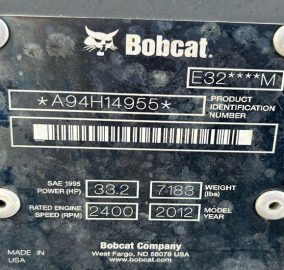 Bobcat.
E32****M
*A94H14955*
PRODUCT
IDENTIFICATION
NUMBER
SAE 1995
POWER (HP) 33.2 7183 WEIGHT
(lbs)
RATED ENGINE
SPEED (RPM) 2400 2012 MODEL
YEAR
MADE IN
USA
Bobcat Company
West Fargo, ND 58078 USA